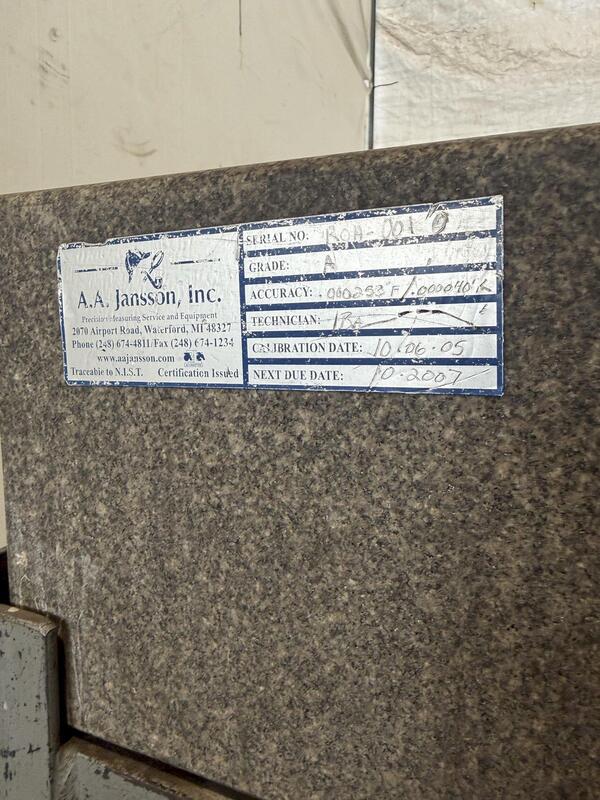 A.A. Jansson, Inc.
Precision Measuring Service and Equipment
2070 Airport Road, Waterford, MI 48327
Phone (248) 674-4811/Fax (248) 674-1234
www.aajansson.com
Traceable to N.I.S.T. Certification Issued
SERIAL NO:
GRADE: A
ACCURACY: .000253 F/.000040 R
TECHNICIAN:
CALIBRATION DATE: 10.06.05
NEXT DUE DATE: 10-2007